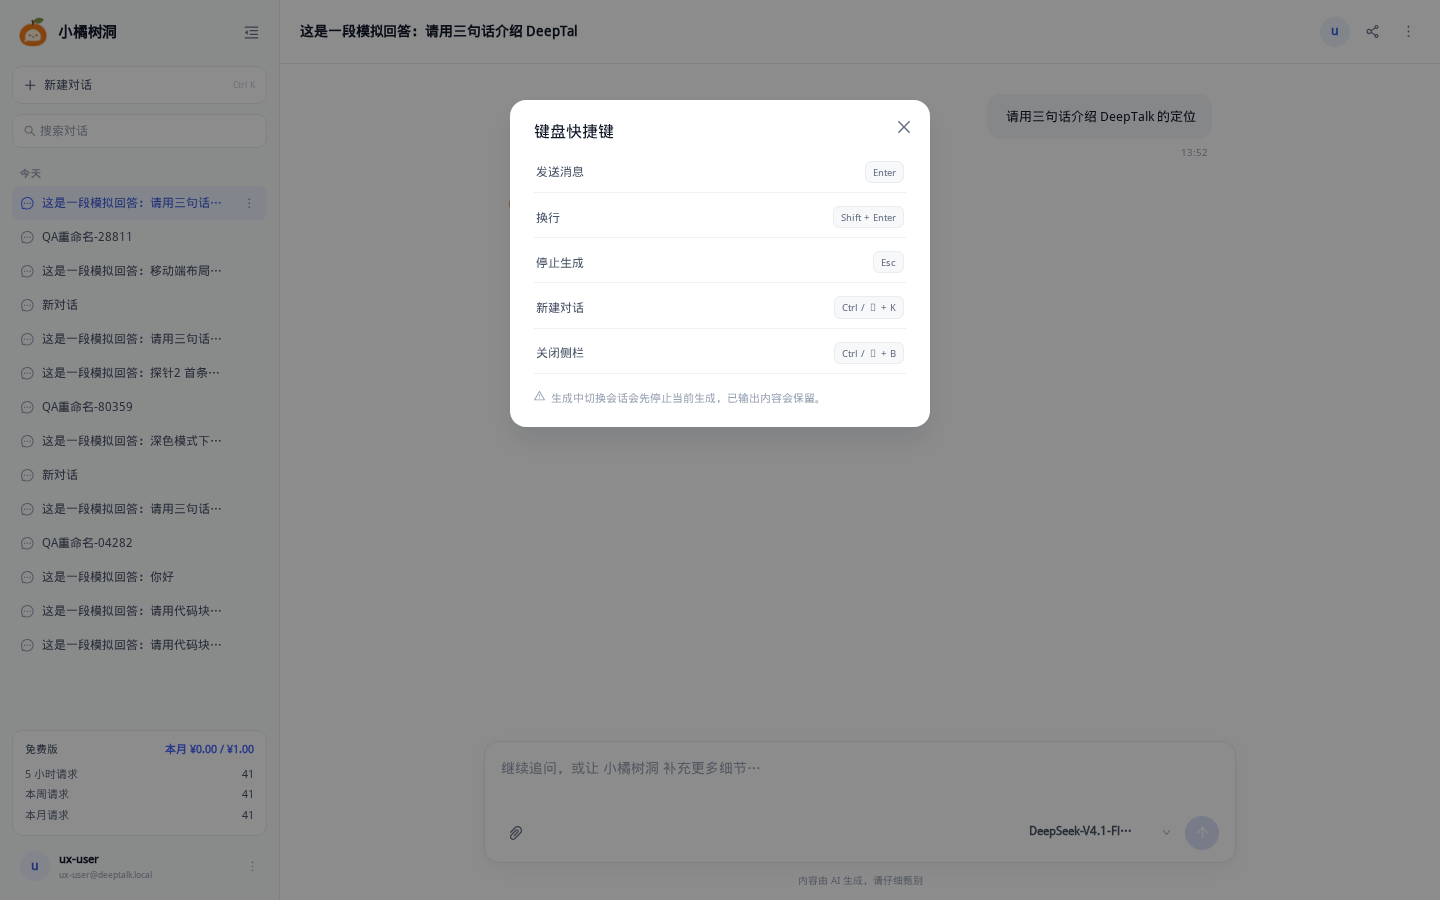 小橘树洞
新建对话 Ctrl K
搜索对话
今天
这是一段模拟回答：请用三句话···
QA重命名-28811
这是一段模拟回答：移动端布局···
新对话
这是一段模拟回答：请用三句话···
这是一段模拟回答：探针2 首条···
QA重命名-80359
这是一段模拟回答：深色模式下···
新对话
这是一段模拟回答：请用三句话···
QA重命名-04282
这是一段模拟回答：你好
这是一段模拟回答：请用代码块···
这是一段模拟回答：请用代码块···
免费版 本月 ¥0.00 / ¥1.00
5 小时请求 41
本周请求 41
本月请求 41
u
ux-user
ux-user@deeptalk.local
这是一段模拟回答：请用三句话介绍 DeepTal
u
请用三句话介绍 DeepTalk 的定位
13:52
键盘快捷键
发送消息 Enter
换行 Shift + Enter
停止生成 Esc
新建对话 Ctrl / ▯ + K
关闭侧栏 Ctrl / ▯ + B
生成中切换会话会先停止当前生成，已输出内容会保留。
继续追问，或让 小橘树洞 补充更多细节···
DeepSeek-V4.1-Fl···
内容由 AI 生成，请仔细甄别